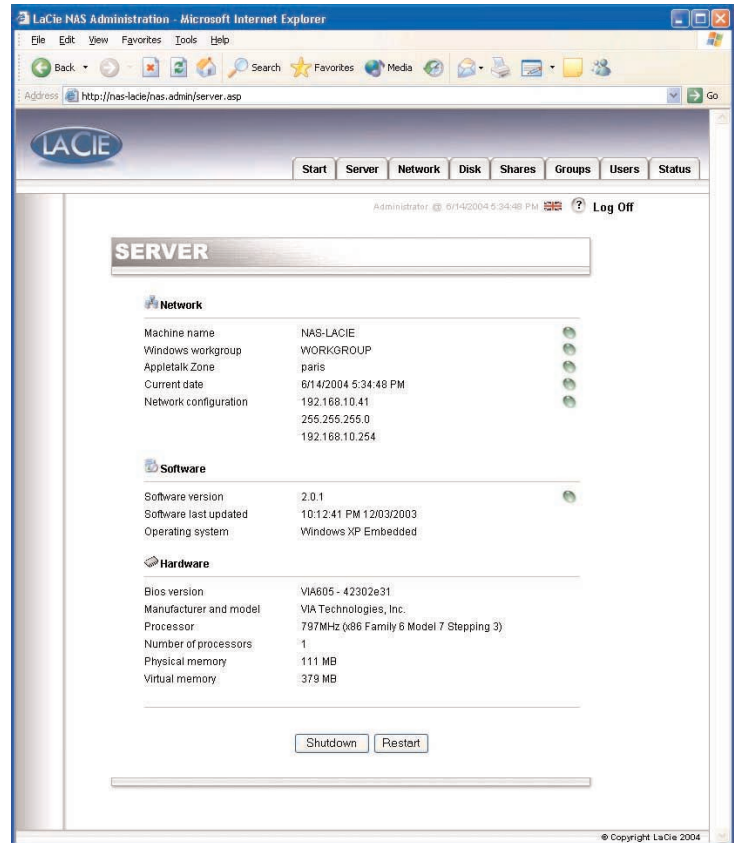 LaCie NAS Administration - Microsoft Internet Explorer
File Edit View Favorites Tools Help
Back Search Favorites Media
Address http://nas-lacie/nas.admin/server.asp Go
LACIE
Start Server Network Disk Shares Groups Users Status
Administrator @ 6/14/2004 5:34:48 PM ? Log Off
SERVER
Network
Machine name NAS-LACIE
Windows workgroup WORKGROUP
Appletalk Zone paris
Current date 6/14/2004 5:34:48 PM
Network configuration 192.168.10.41
255.255.255.0
192.168.10.254
Software
Software version 2.0.1
Software last updated 10:12:41 PM 12/03/2003
Operating system Windows XP Embedded
Hardware
Bios version VIA605 - 42302e31
Manufacturer and model VIA Technologies, Inc.
Processor 797MHz (x86 Family 6 Model 7 Stepping 3)
Number of processors 1
Physical memory 111 MB
Virtual memory 379 MB
Shutdown Restart
© Copyright LaCie 2004